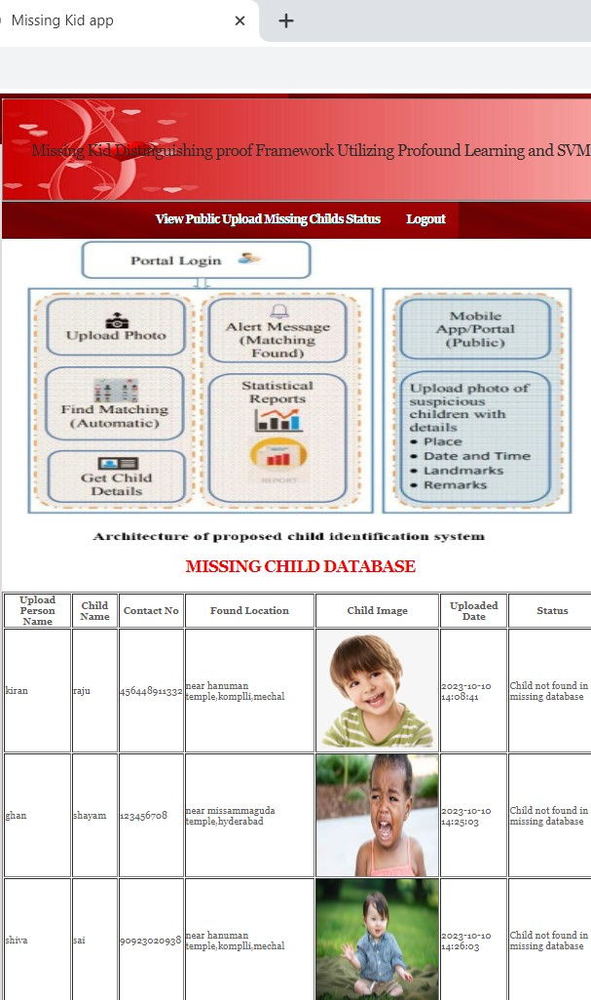 Missing Kid app
Missing Kid Distinguishing proof Framework Utilizing Profound Learning and SVM
View Public Upload Missing Childs Status Logout
Portal Login
Upload Photo
Find Matching
(Automatic)
Get Child
Details
Alert Message
(Matching
Found)
Statistical
Reports
REPORT
Mobile
App/Portal
(Public)
Upload photo of
suspicious
children with
details
• Place
• Date and Time
• Landmarks
• Remarks
Architecture of proposed child identification system
MISSING CHILD DATABASE
Upload
Person
Name
Child
Name
Contact No
Found Location
Child Image
Uploaded
Date
Status
kiran
raju
456448911332
near hanuman
temple,komplli,mechal
2023-10-10
14:08:41
Child not found in
missing database
ghan
shayam
123456708
near missammaguda
temple,hyderabad
2023-10-10
14:25:03
Child not found in
missing database
shiva
sai
90923020938
near hanuman
temple,komplli,mechal
2023-10-10
14:26:03
Child not found in
missing database